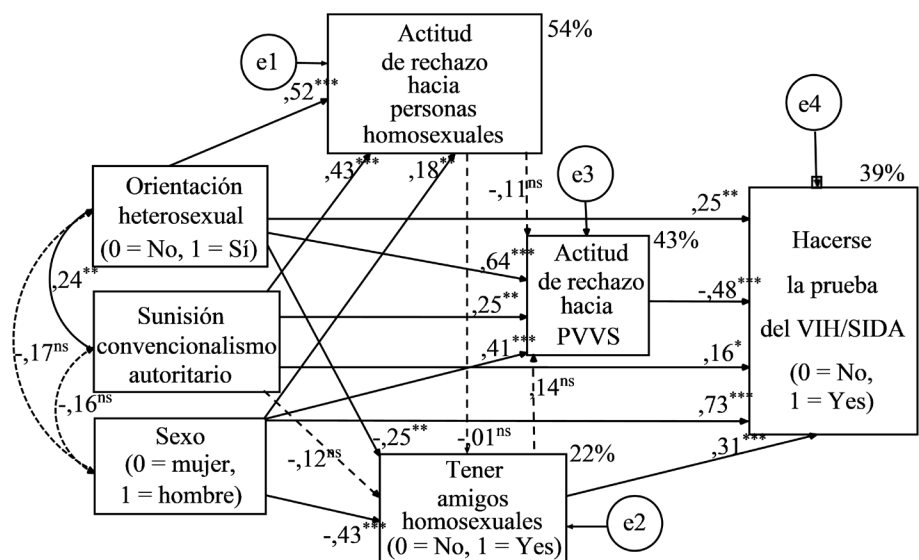 Actitud
de rechazo
hacia
personas
homosexuales
54%
e1
,52***
,43***
,18**
-,11ns
e3
e4
39%
Orientación
heterosexual
(0 = No, 1 = Sí)
,25**
43%
Actitud
de rechazo
hacia
PVVS
,64***
Hacerse
la prueba
del VIH/SIDA
(0 = No,
1 = Yes)
,24**
Sunisión
convencionalismo
autoritario
,25**
-,48***
,41***
,16*
-,17ns
-,16ns
,14ns
,73***
Sexo
(0 = mujer,
1 = hombre)
-,12ns
-,25**
-,01ns
22%
,31***
Tener
amigos
homosexuales
(0 = No, 1 = Yes)
-,43***
e2